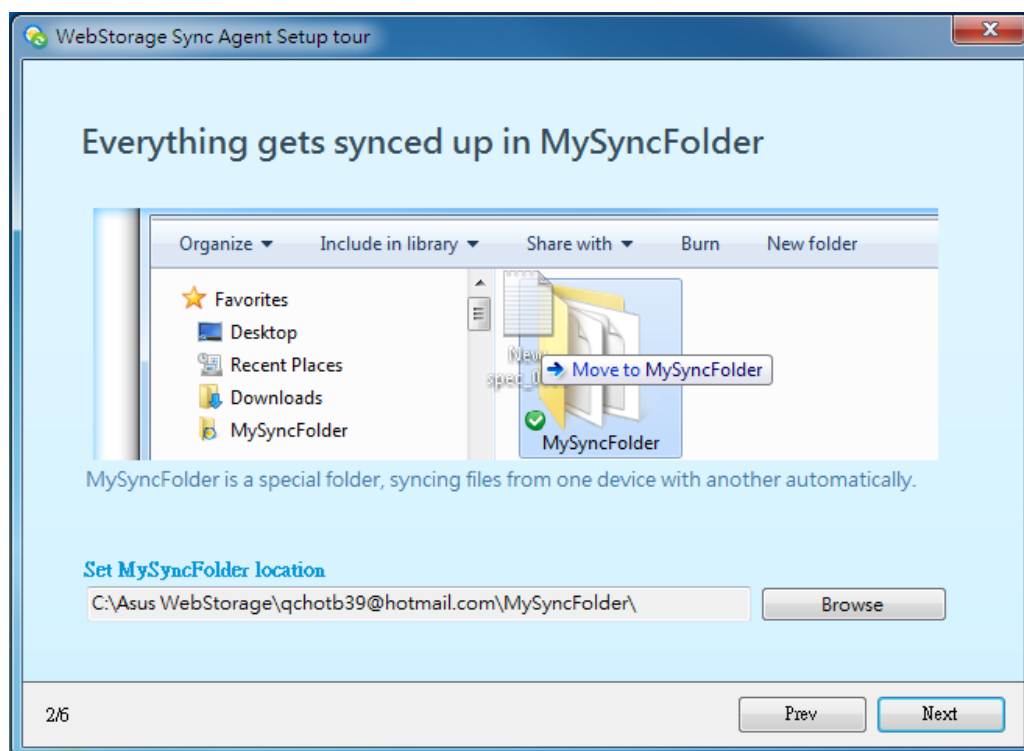 WebStorage Sync Agent Setup tour
Everything gets synced up in MySyncFolder
Organize Include in library Share with Burn New folder
Favorites
Desktop
Recent Places
Downloads
MySyncFolder
New
Move to MySyncFolder
MySyncFolder
MySyncFolder is a special folder, syncing files from one device with another automatically.
Set MySyncFolder location
C:\Asus WebStorage\qchotb39@hotmail.com\MySyncFolder\
Browse
2/6
Prev Next